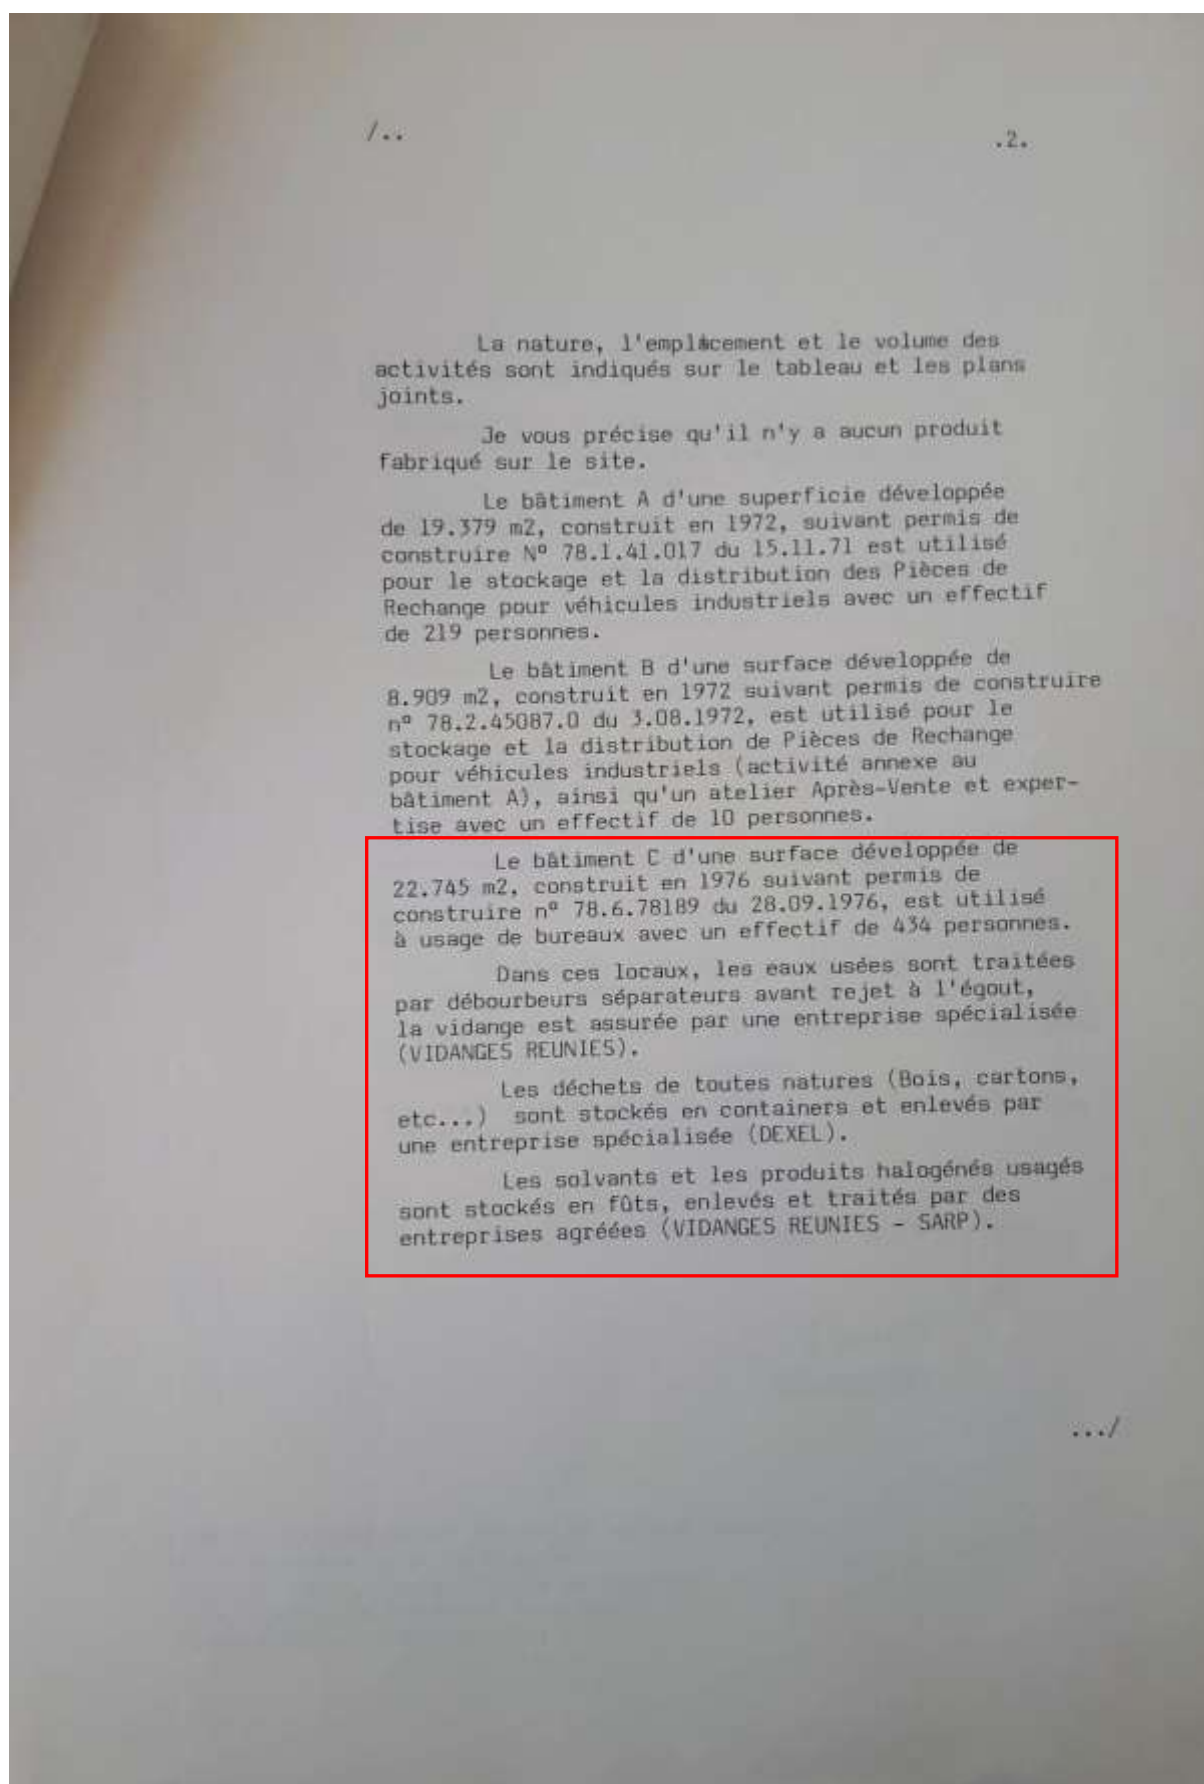 /..
.2.
La nature, l'emplacement et le volume des
activités sont indiqués sur le tableau et les plans
joints.
Je vous précise qu'il n'y a aucun produit
fabriqué sur le site.
Le bâtiment A d'une superficie développée
de 19.379 m2, construit en 1972, suivant permis de
construire Nº 78.1.41.017 du 15.11.71 est utilisé
pour le stockage et la distribution des Pièces de
Rechange pour véhicules industriels avec un effectif
de 219 personnes.
Le bâtiment B d'une surface développée de
8.909 m2, construit en 1972 suivant permis de construire
nº 78.2.45087.0 du 3.08.1972, est utilisé pour le
stockage et la distribution de Pièces de Rechange
pour véhicules industriels (activité annexe au
bâtiment A), ainsi qu'un atelier Après-Vente et exper-
tise avec un effectif de 10 personnes.
Le bâtiment C d'une surface développée de
22.745 m2, construit en 1976 suivant permis de
construire nº 78.6.78189 du 28.09.1976, est utilisé
à usage de bureaux avec un effectif de 434 personnes.
Dans ces locaux, les eaux usées sont traitées
par débourbeurs séparateurs avant rejet à l'égout,
la vidange est assurée par une entreprise spécialisée
(VIDANGES REUNIES).
Les déchets de toutes natures (Bois, cartons,
etc...) sont stockés en containers et enlevés par
une entreprise spécialisée (DEXEL).
Les solvants et les produits halogénés usagés
sont stockés en fûts, enlevés et traités par des
entreprises agréées (VIDANGES REUNIES - SARP).
.../